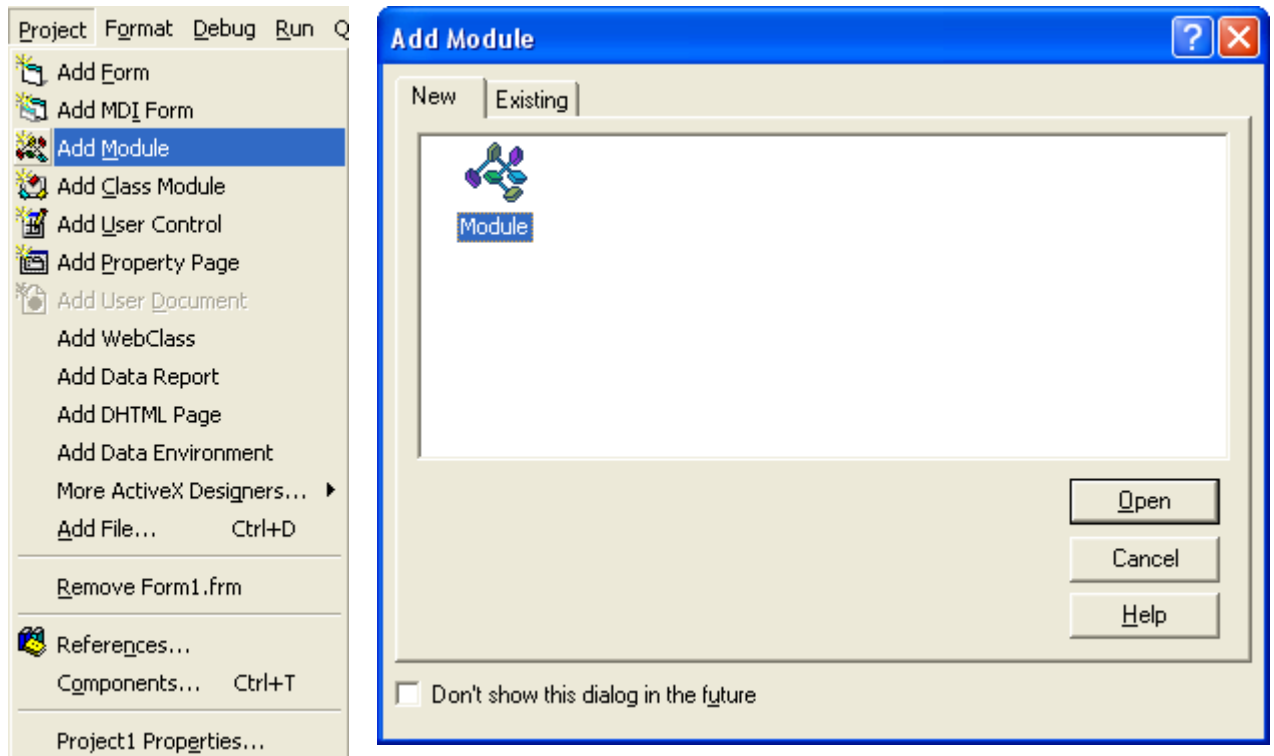 Project Format Debug Run
Add Form
Add MDI Form
Add Module
Add Class Module
Add User Control
Add Property Page
Add User Document
Add WebClass
Add Data Report
Add DHTML Page
Add Data Environment
More ActiveX Designers...
Add File... Ctrl+D
Remove Form1.frm
References...
Components... Ctrl+T
Project1 Properties...
Add Module
New Existing
Module
Open
Cancel
Help
Don't show this dialog in the future